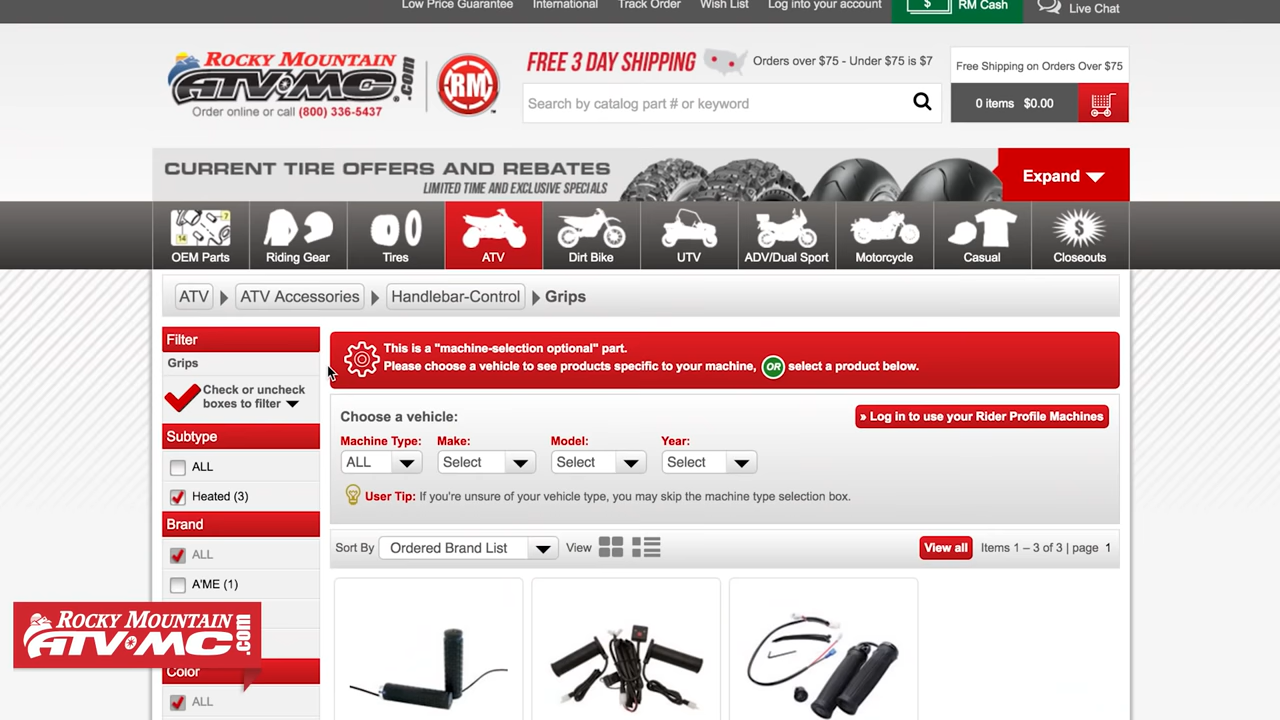 Low Price Guarantee International Track Order Wish List Log into your account $ RM Cash Live Chat
ROCKY MOUNTAIN
ATV MC .com
Order online or call (800) 336-5437
RM
FREE 3 DAY SHIPPING Orders over $75 - Under $75 is $7
Free Shipping on Orders Over $75
Search by catalog part # or keyword
0 items $0.00
CURRENT TIRE OFFERS AND REBATES
LIMITED TIME AND EXCLUSIVE SPECIALS
Expand
OEM Parts Riding Gear Tires ATV Dirt Bike UTV ADV/Dual Sport Motorcycle Casual Closeouts
ATV ATV Accessories Handlebar-Control Grips
Filter
Grips
Check or uncheck
boxes to filter
Subtype
ALL
Heated (3)
Brand
ALL
A'ME (1)
Color
ALL
This is a "machine-selection optional" part.
Please choose a vehicle to see products specific to your machine, OR select a product below.
Choose a vehicle:
» Log in to use your Rider Profile Machines
Machine Type: Make: Model: Year:
ALL Select Select Select
User Tip: If you're unsure of your vehicle type, you may skip the machine type selection box.
Sort By Ordered Brand List View View all Items 1 – 3 of 3 | page 1
ROCKY MOUNTAIN
ATV MC .com